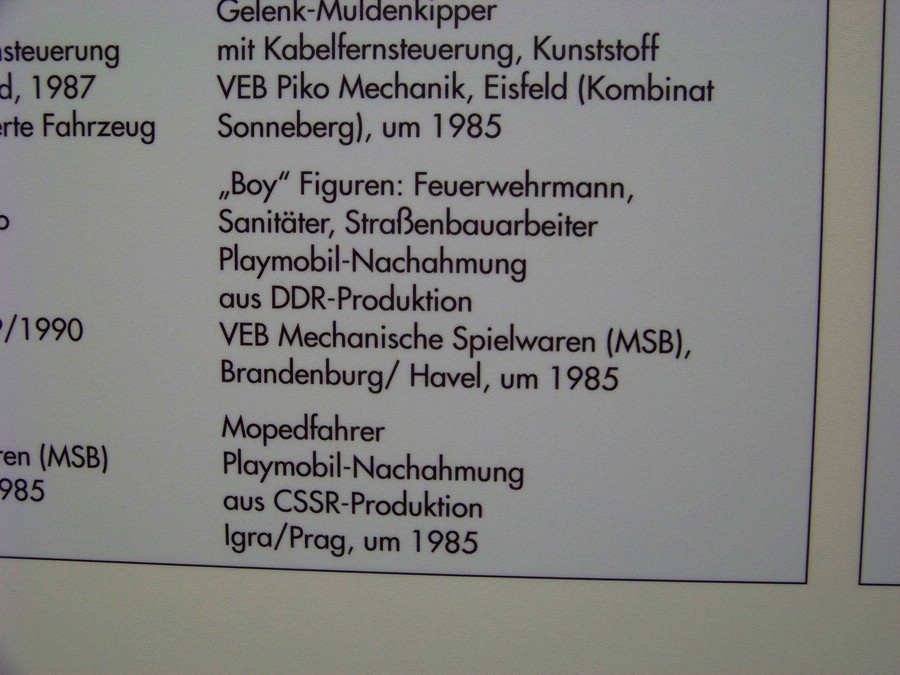 nsteuerung
d, 1987
erte Fahrzeug
o
/1990
ren (MSB)
985
Gelenk-Muldenkipper
mit Kabelfernsteuerung, Kunststoff
VEB Piko Mechanik, Eisfeld (Kombinat
Sonneberg), um 1985
„Boy“ Figuren: Feuerwehrmann,
Sanitäter, Straßenbauarbeiter
Playmobil-Nachahmung
aus DDR-Produktion
VEB Mechanische Spielwaren (MSB),
Brandenburg/ Havel, um 1985
Mopedfahrer
Playmobil-Nachahmung
aus CSSR-Produktion
Igra/Prag, um 1985